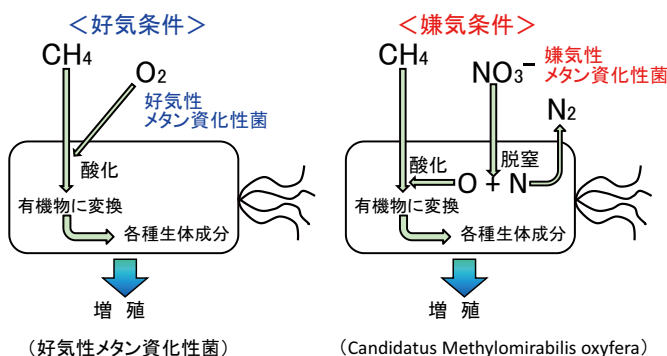 ＜好気条件＞
CH4
O2
好気性
メタン資化性菌
酸化
有機物に変換
各種生体成分
増 殖
（好気性メタン資化性菌）
＜嫌気条件＞
CH4
NO3−
嫌気性
メタン資化性菌
N2
脱窒
酸化
O + N
有機物に変換
各種生体成分
増 殖
（Candidatus Methylomirabilis oxyfera）